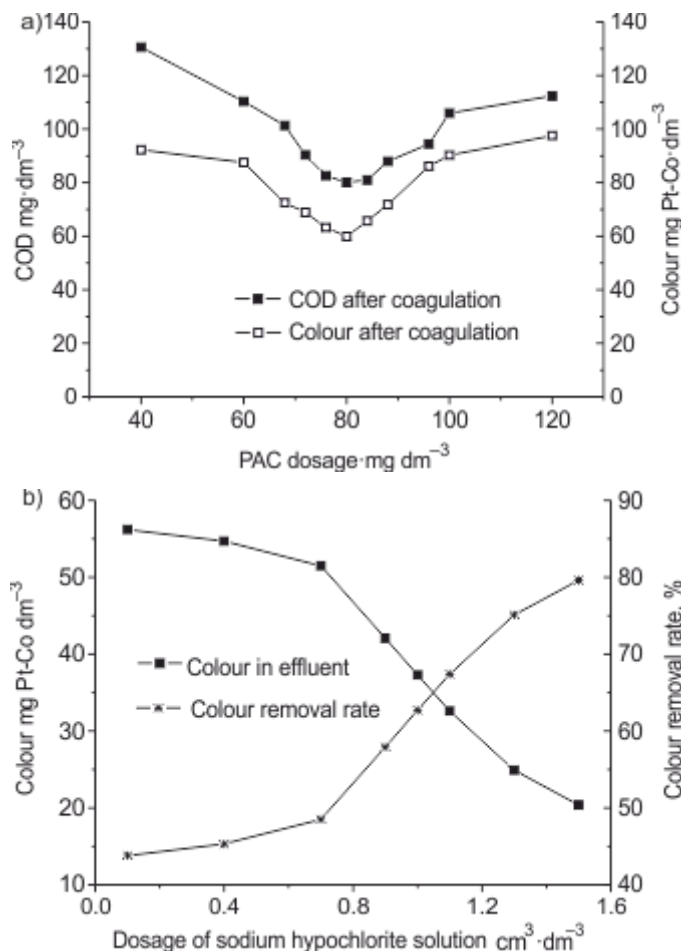 a)
140
120
100
80
60
40
20
0
COD mg·dm⁻³
140
120
100
80
60
40
20
0
Colour mg Pt-Co·dm⁻³
COD after coagulation
Colour after coagulation
40 60 80 100 120
PAC dosage·mg dm⁻³
b)
60
50
40
30
20
10
Colour mg Pt-Co dm⁻³
90
80
70
60
50
40
Colour removal rate, %
Colour in effluent
Colour removal rate
0.0 0.4 0.8 1.2 1.6
Dosage of sodium hypochlorite solution cm³·dm⁻³